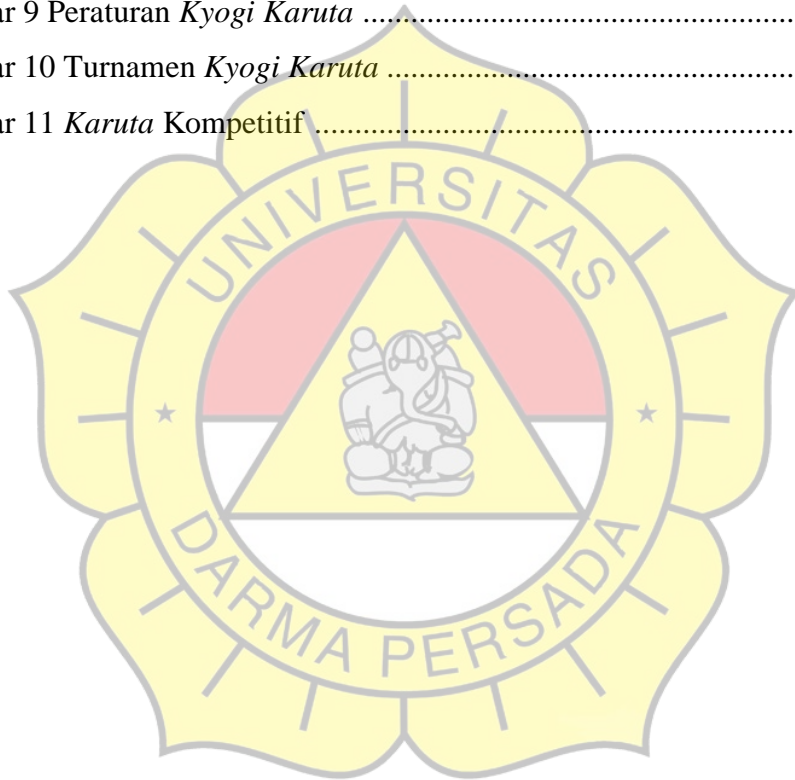 ar 9 Peraturan Kyogi Karuta ................................................................
ar 10 Turnamen Kyogi Karuta ............................................................
ar 11 Karuta Kompetitif .......................................................................
UNIVERSITAS
DARMA PERSADA